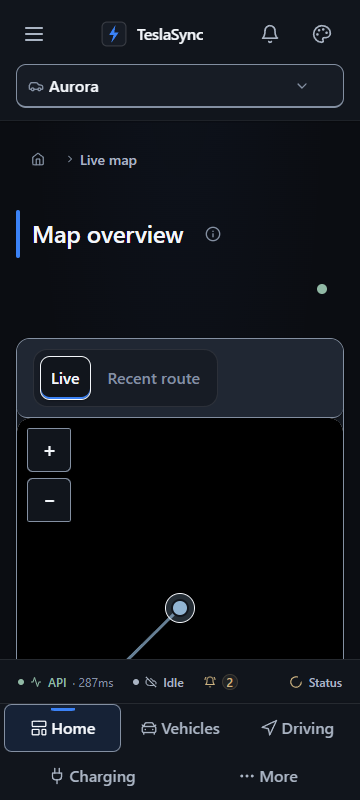 TeslaSync
Aurora
Live map
Map overview
Live Recent route
+
−
API · 287ms Idle 2 Status
Home Vehicles Driving
Charging More